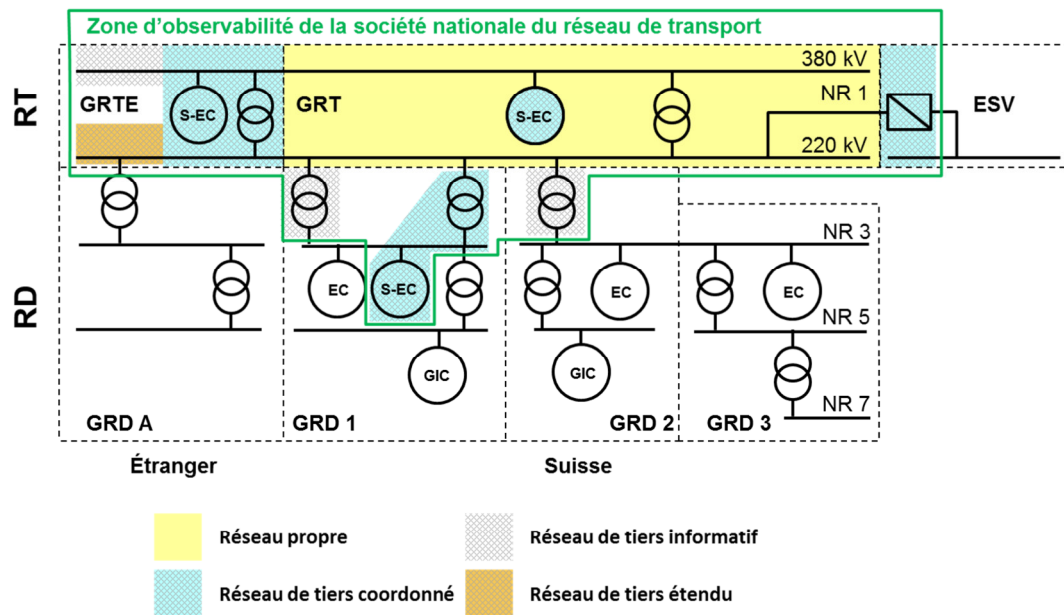 Zone d’observabilité de la société nationale du réseau de transport
380 kV
RT
GRTE
S-EC
GRT
S-EC
NR 1
ESV
220 kV
RD
NR 3
EC
S-EC
EC
EC
NR 5
GIC
GIC
NR 7
GRD A
GRD 1
GRD 2
GRD 3
Étranger
Suisse
Réseau propre
Réseau de tiers informatif
Réseau de tiers coordonné
Réseau de tiers étendu